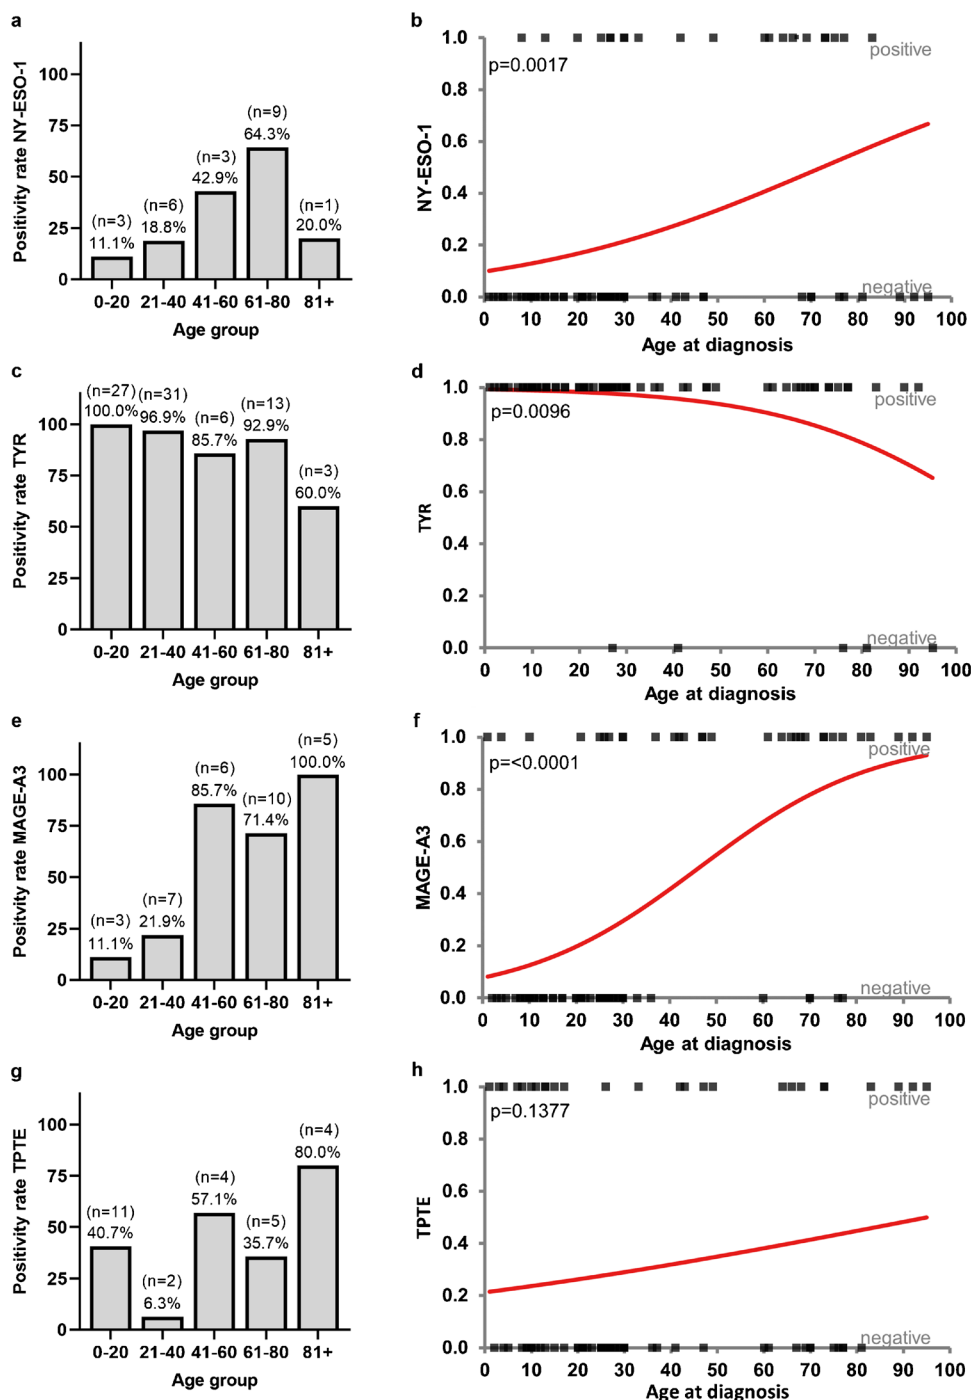 a
Positivity rate NY-ESO-1
100
75
50
25
0
(n=3)
11.1%
(n=6)
18.8%
(n=3)
42.9%
(n=9)
64.3%
(n=1)
20.0%
0-20 21-40 41-60 61-80 81+
Age group
b
NY-ESO-1
1.0
0.8
0.6
0.4
0.2
0.0
p=0.0017
positive
negative
0 10 20 30 40 50 60 70 80 90 100
Age at diagnosis
c
Positivity rate TYR
100
75
50
25
0
(n=27)
100.0%
(n=31)
96.9%
(n=6)
85.7%
(n=13)
92.9%
(n=3)
60.0%
0-20 21-40 41-60 61-80 81+
Age group
d
TYR
1.0
0.8
0.6
0.4
0.2
0.0
p=0.0096
positive
negative
0 10 20 30 40 50 60 70 80 90 100
Age at diagnosis
e
Positvity rate MAGE-A3
100
75
50
25
0
(n=3)
11.1%
(n=7)
21.9%
(n=6)
85.7%
(n=10)
71.4%
(n=5)
100.0%
0-20 21-40 41-60 61-80 81+
Age group
f
MAGE-A3
1.0
0.8
0.6
0.4
0.2
0.0
p=<0.0001
positive
negative
0 10 20 30 40 50 60 70 80 90 100
Age at diagnosis
g
Positivity rate TPTE
100
75
50
25
0
(n=11)
40.7%
(n=2)
6.3%
(n=4)
57.1%
(n=5)
35.7%
(n=4)
80.0%
0-20 21-40 41-60 61-80 81+
Age group
h
TPTE
1.0
0.8
0.6
0.4
0.2
0.0
p=0.1377
positive
negative
0 10 20 30 40 50 60 70 80 90 100
Age at diagnosis